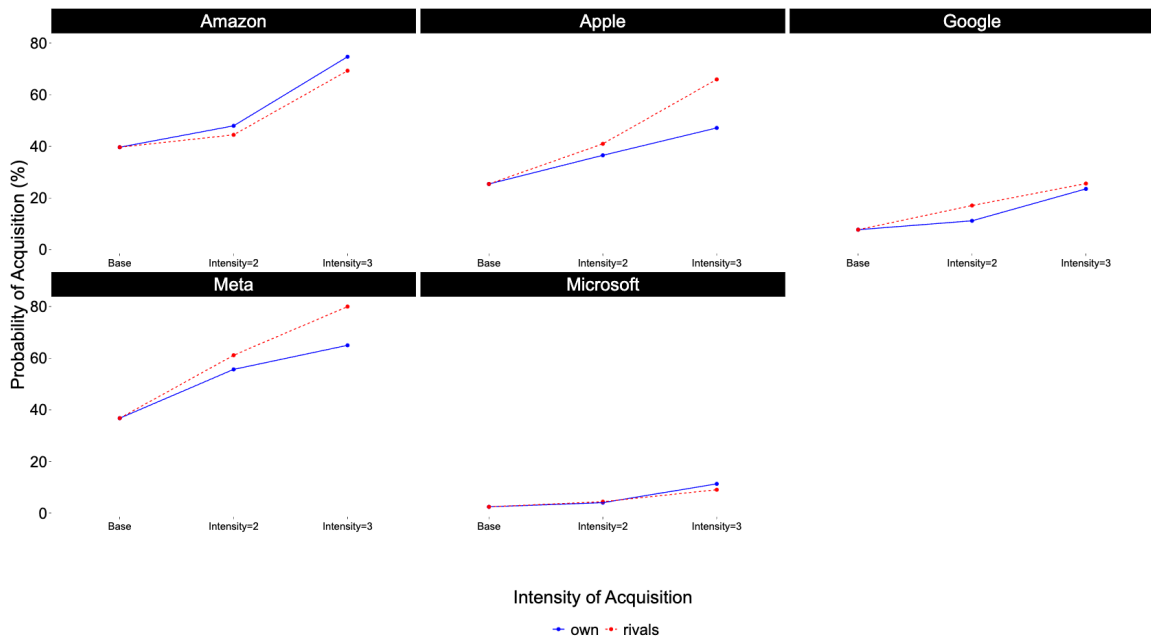 Amazon Apple Google
80
60
40
20
0
Base Intensity=2 Intensity=3 Base Intensity=2 Intensity=3 Base Intensity=2 Intensity=3
Meta Microsoft
80
60
40
20
0
Base Intensity=2 Intensity=3 Base Intensity=2 Intensity=3
Probability of Acquisition (%)
Intensity of Acquisition
own rivals